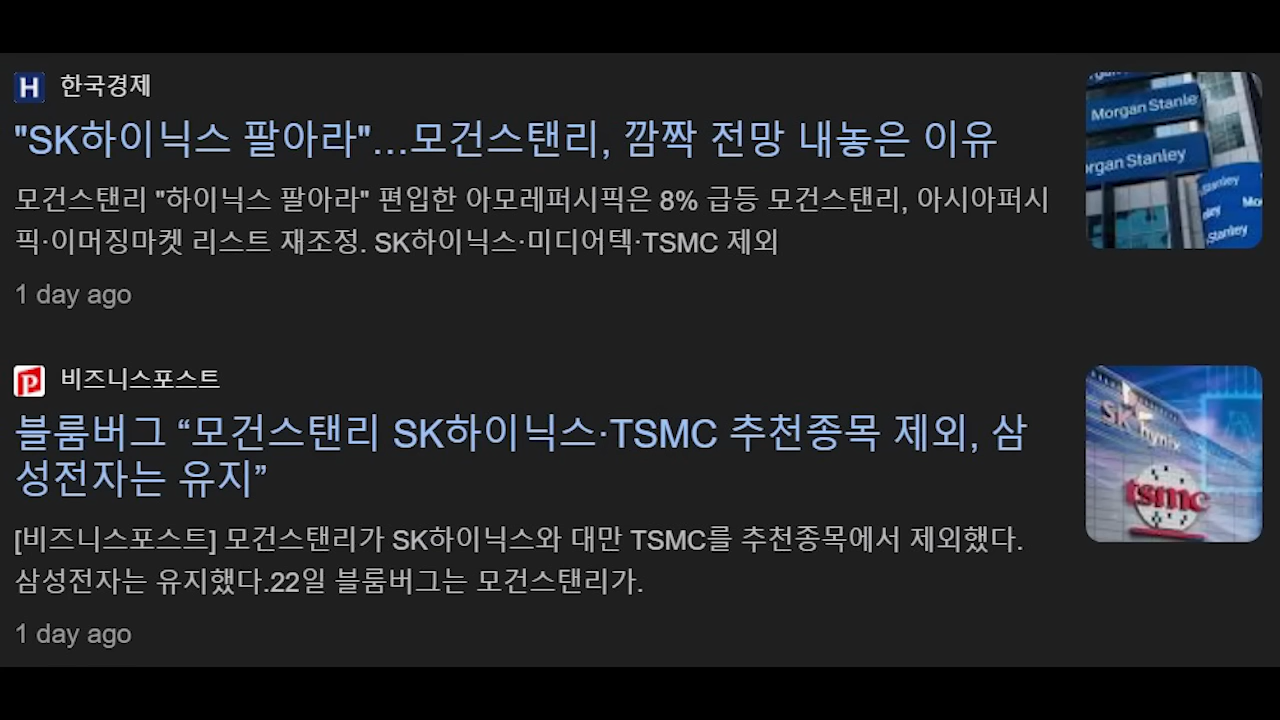 H 한국경제
"SK하이닉스 팔아라"...모건스탠리, 깜짝 전망 내놓은 이유
모건스탠리 "하이닉스 팔아라" 편입한 아모레퍼시픽은 8% 급등 모건스탠리, 아시아퍼시
픽·이머징마켓 리스트 재조정. SK하이닉스·미디어텍·TSMC 제외
1 day ago
Morgan Stanle
rgan Stanley
Stanley
ley
Mo
Stanley
P 비즈니스포스트
블룸버그 “모건스탠리 SK하이닉스·TSMC 추천종목 제외, 삼
성전자는 유지”
[비즈니스포스트] 모건스탠리가 SK하이닉스와 대만 TSMC를 추천종목에서 제외했다.
삼성전자는 유지했다.22일 블룸버그는 모건스탠리가.
1 day ago
SK hynix
tsmc